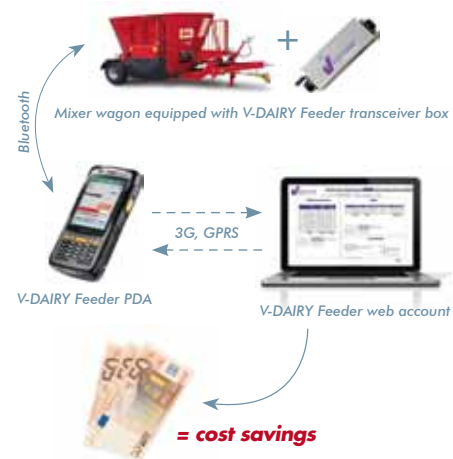 +
Bluetooth
Mixer wagon equipped with V-DAIRY Feeder transceiver box
3G, GPRS
V-DAIRY Feeder PDA
V-DAIRY Feeder web account
50
= cost savings